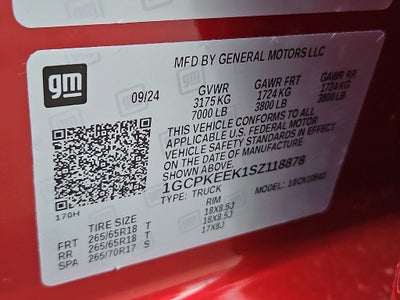 gm
MFD BY GENERAL MOTORS LLC
09/24 GVWR GAWR FRT GAWR RR
3175 KG 1724 KG 1724 KG
7000 LB 3800 LB 3800 LB
THIS VEHICLE CONFORMS TO ALL
APPLICABLE U.S. FEDERAL MOTOR
VEHICLE SAFETY STANDARDS IN EFFECT
ON THE DATE OF MANUFACTURE
SHOWN ABOVE.
1GCPKEEK1SZ118878
TYPE: TRUCK MODEL:
170H
TIRE SIZE RIM
FRT 265/65R18 T 18X8.5J
RR 265/65R18 T 18X8.5J
SPA 265/70R17 S 17X8J